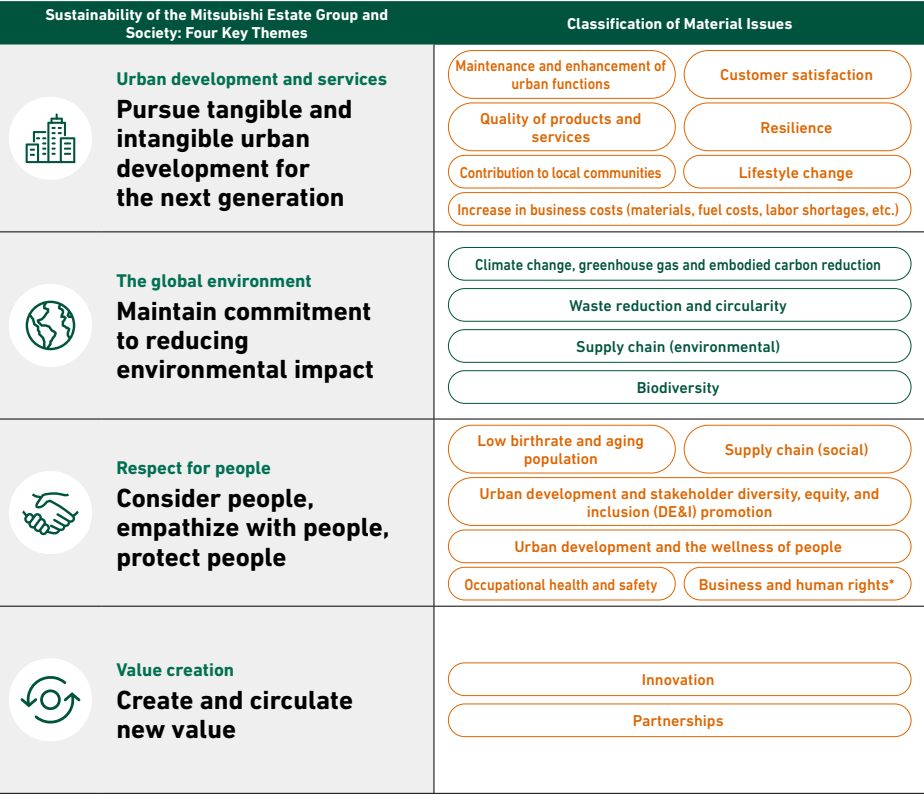 Sustainability of the Mitsubishi Estate Group and
Society: Four Key Themes
Classification of Material Issues
Urban development and services
Pursue tangible and
intangible urban
development for
the next generation
Maintenance and enhancement of
urban functions
Customer satisfaction
Quality of products and
services
Resilience
Contribution to local communities
Lifestyle change
Increase in business costs (materials, fuel costs, labor shortages, etc.)
The global environment
Maintain commitment
to reducing
environmental impact
Climate change, greenhouse gas and embodied carbon reduction
Waste reduction and circularity
Supply chain (environmental)
Biodiversity
Respect for people
Consider people,
empathize with people,
protect people
Low birthrate and aging
population
Supply chain (social)
Urban development and stakeholder diversity, equity, and
inclusion (DE&I) promotion
Urban development and the wellness of people
Occupational health and safety
Business and human rights*
Value creation
Create and circulate
new value
Innovation
Partnerships